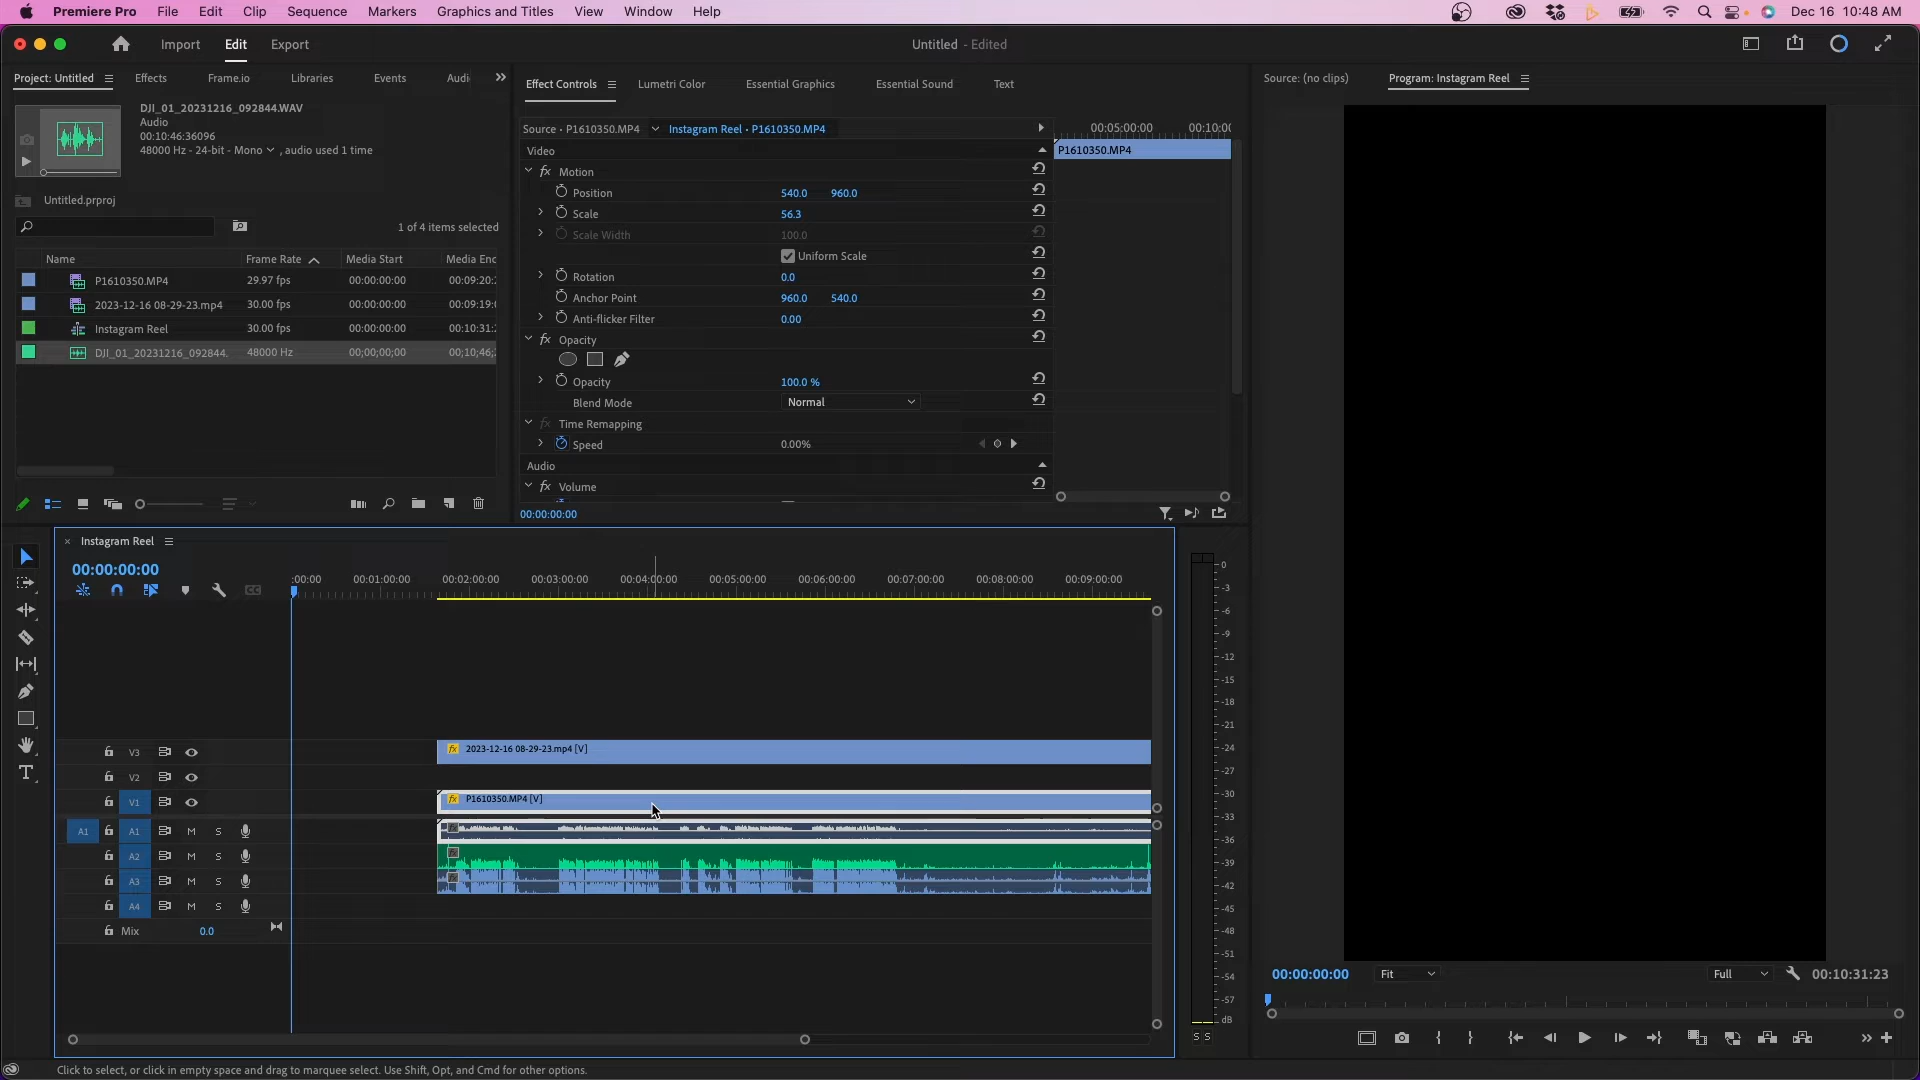 Premiere Pro File Edit Clip Sequence Markers Graphics and Titles View Window Help Dec 16 10:48 AM
Import Edit Export Untitled - Edited
Project: Untitled Effects Frame.io Libraries Events Audi
Effect Controls Lumetri Color Essential Graphics Essential Sound Text
Source: (no clips) Program: Instagram Reel
DJI_01_20231216_092844.WAV
Audio
00:10:46:36096
48000 Hz - 24-bit - Mono , audio used 1 time
Untitled.prproj
1 of 4 items selected
Name Frame Rate Media Start Media Enc
P1610350.MP4 29.97 fps 00:00:00:00 00:09:20:
2023-12-16 08-29-23.mp4 30.00 fps 00:00:00:00 00:09:19:
Instagram Reel 30.00 fps 00:00:00:00 00:10:31:
DJI_01_20231216_092844. 48000 Hz 00;00;00;00 00;10;46;
Source • P1610350.MP4 Instagram Reel • P1610350.MP4
00:05:00:00 00:10:0
P1610350.MP4
Video
fx Motion
Position 540.0 960.0
Scale 56.3
Scale Width 100.0
Uniform Scale
Rotation 0.0
Anchor Point 960.0 540.0
Anti-flicker Filter 0.00
fx Opacity
Opacity 100.0 %
Blend Mode Normal
fx Time Remapping
Speed 0.00%
Audio
fx Volume
00:00:00:00
Instagram Reel
00:00:00:00
:00:00 00:01:00:00 00:02:00:00 00:03:00:00 00:04:00:00 00:05:00:00 00:06:00:00 00:07:00:00 00:08:00:00 00:09:00:00
CC
V3 fx 2023-12-16 08-29-23.mp4 [V]
V2
V1 fx P1610350.MP4 [V]
A1 A1 M S
A2 M S
A3 M S
A4 M S
Mix 0.0
0
-3
-6
-9
-12
-15
-18
-21
-24
-27
-30
-33
-36
-39
-42
-45
-48
-51
-54
-57
dB
S S
00:00:00:00 Fit Full 00:10:31:23
Click to select, or click in empty space and drag to marquee select. Use Shift, Opt, and Cmd for other options.